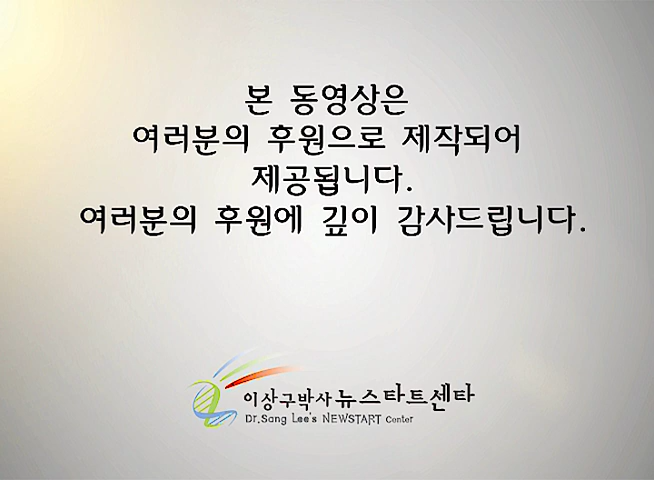 본 동영상은
여러분의 후원으로 제작되어
제공됩니다.
여러분의 후원에 깊이 감사드립니다.
이상구박사 뉴스타트센타
Dr.Sang Lee's NEWSTART Center